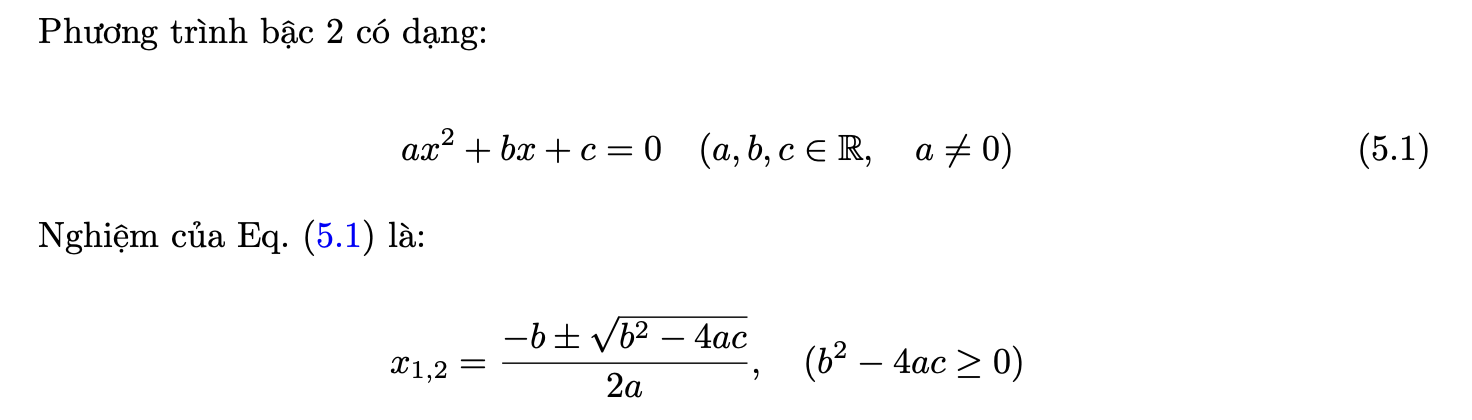 Phương trình bậc 2 có dạng:
ax² + bx + c = 0 (a, b, c ∈ ℝ, a ≠ 0) (5.1)
Nghiệm của Eq. (5.1) là:
x₁,₂ = (−b ± √(b² − 4ac)) / 2a, (b² − 4ac ≥ 0)